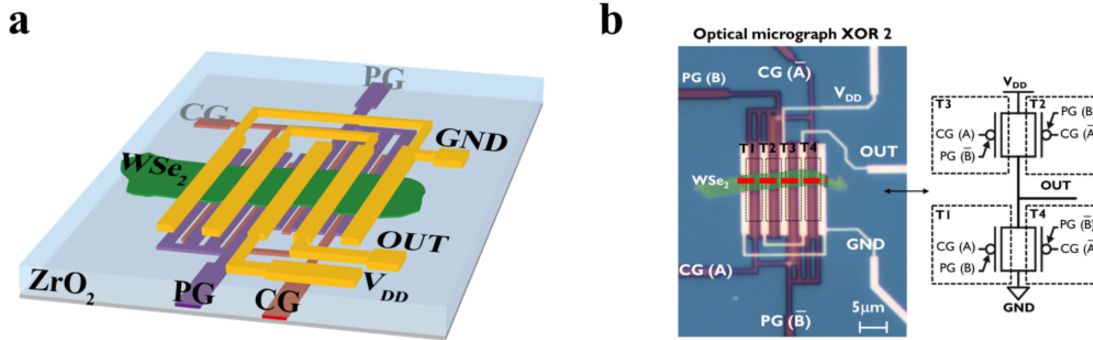 a
PG
CG
GND
WSe2
OUT
VDD
ZrO2
PG
CG
b
Optical micrograph XOR 2
CG (A̅)
PG (B)
VDD
T1 T2 T3 T4
OUT
WSe2
GND
CG (A)
PG (B̅)
5μm
VDD
T3
T2
PG (B)
CG (A)
CG (A̅
PG (B̅)
OUT
T1
T4
PG (B̅)
CG (A)
CG (A̅
PG (B)
GND